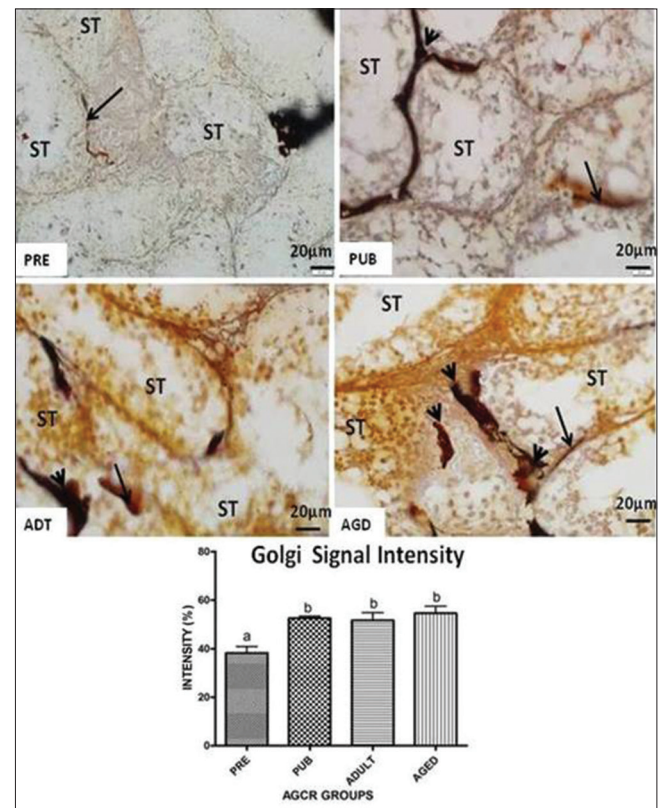 ST
ST
ST
PRE
20µm
ST
ST
PUB
20µm
ST
ST
ST
ADT
20µm
ST
ST
ST
AGD
20µm
Golgi Signal Intensity
INTENSITY (%)
80
60
40
20
0
a
b
b
b
PRE
PUB
ADULT
AGED
AGCR GROUPS